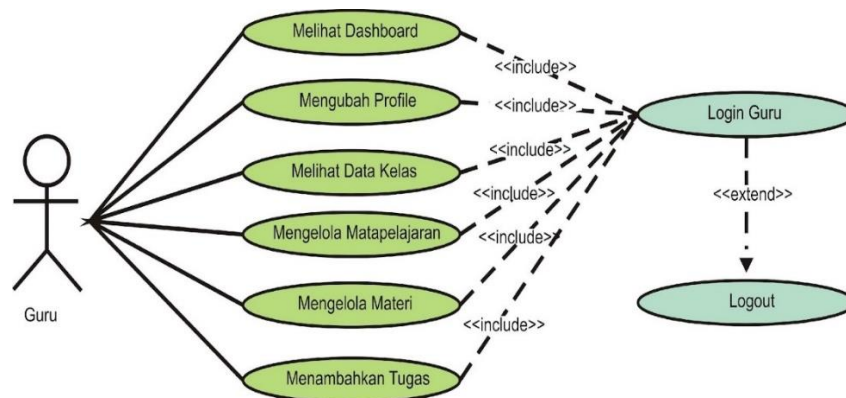 Melihat Dashboard
<<include>>
Mengubah Profile
<<include>>
Login Guru
Melihat Data Kelas
<<include>>
<<extend>>
Mengelola Matapelajaran
<<include>>
<<include>>
Mengelola Materi
Logout
Guru
<<include>>
Menambahkan Tugas